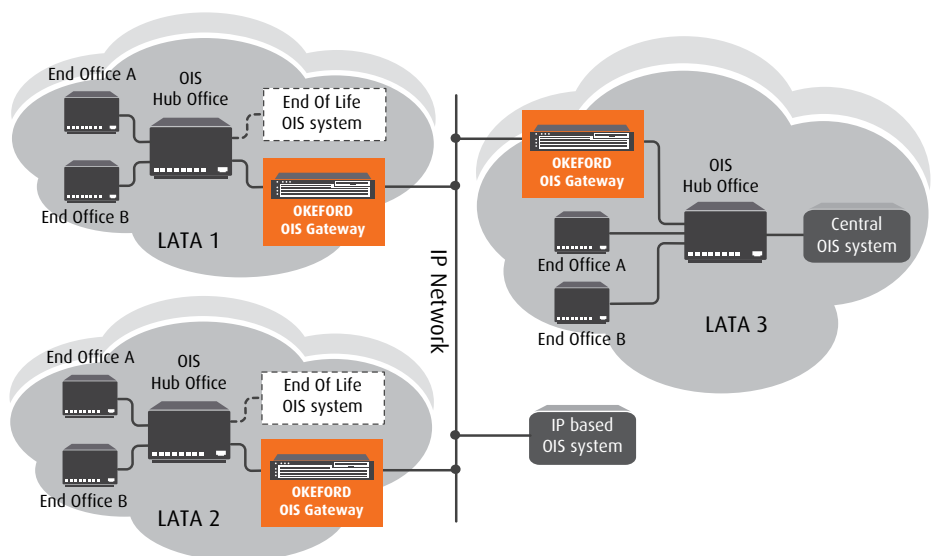 End Office A
OIS
Hub Office
End Of Life
OIS system
End Office B
OKEFORD
OIS Gateway
LATA 1
End Office A
OIS
Hub Office
End Of Life
OIS system
End Office B
OKEFORD
OIS Gateway
LATA 2
IP Network
OKEFORD
OIS Gateway
OIS
Hub Office
Central
OIS system
End Office A
End Office B
LATA 3
IP based
OIS system